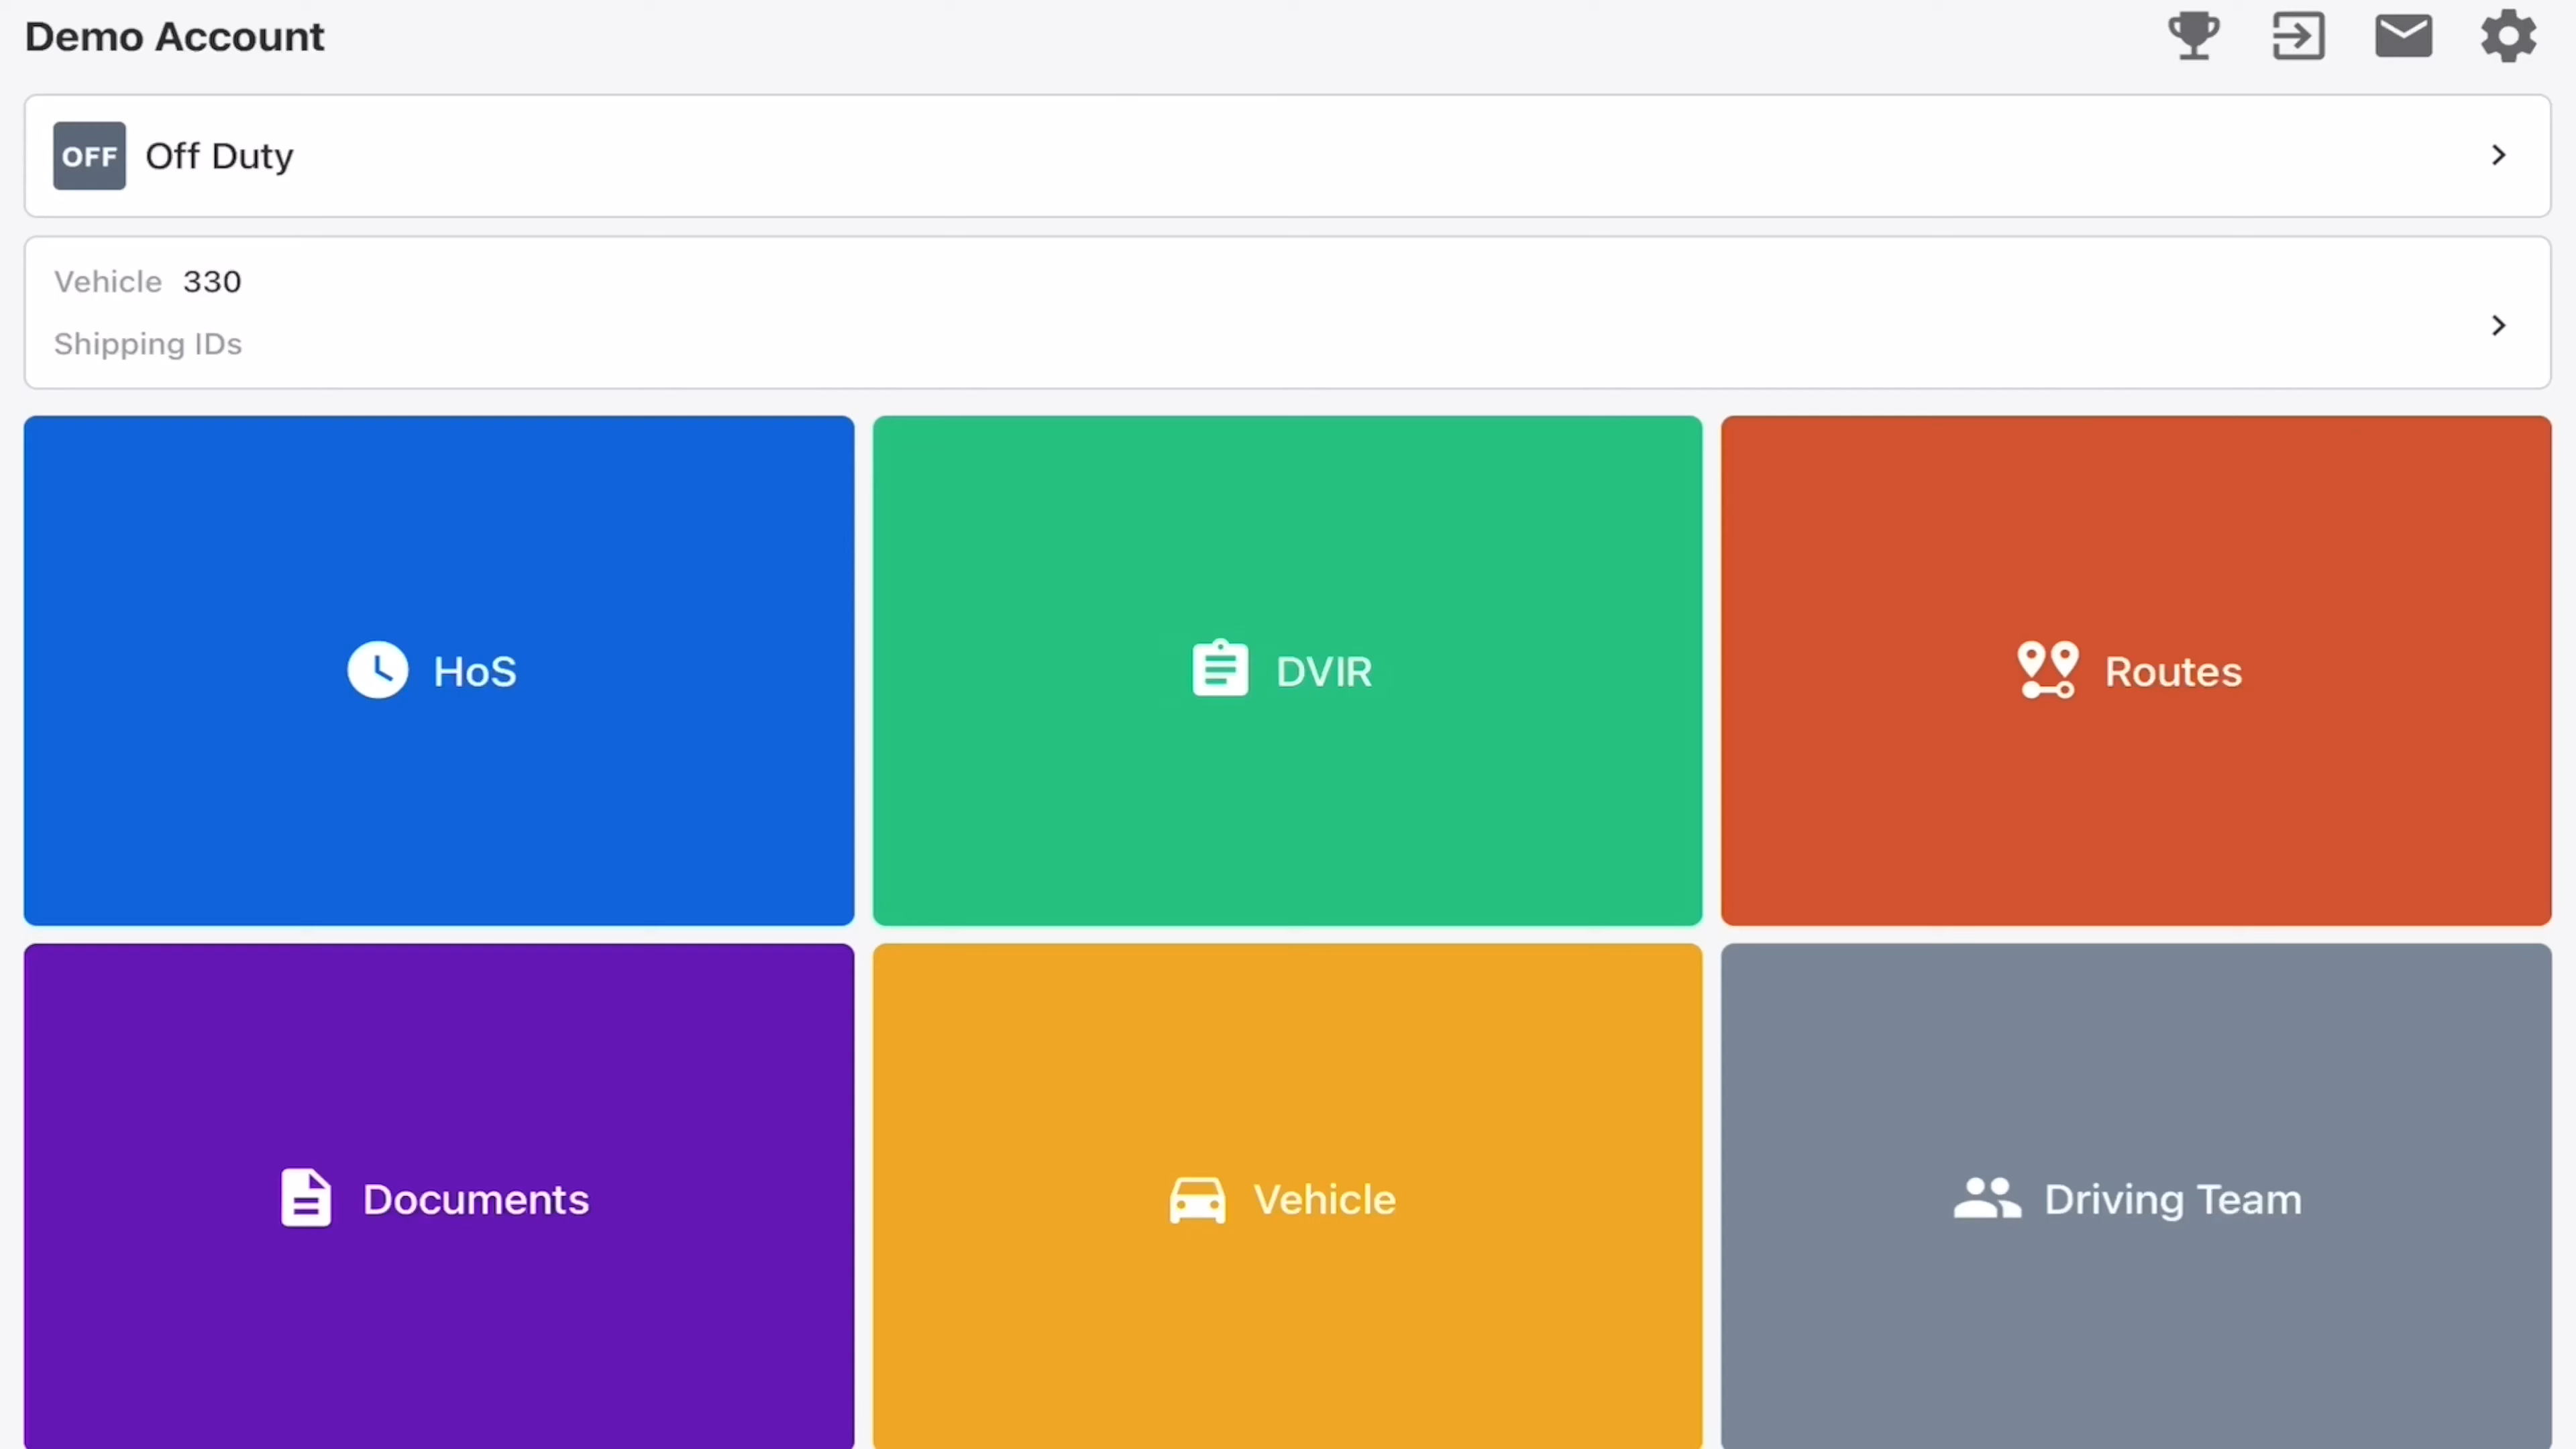 Demo Account
OFF Off Duty
Vehicle 330
Shipping IDs
HoS
DVIR
Routes
Documents
Vehicle
Driving Team